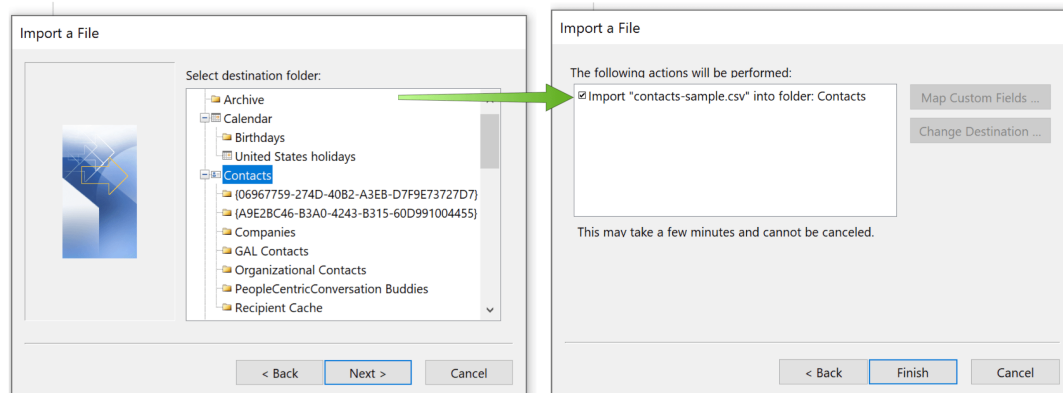 Import a File
Select destination folder:
Archive
Calendar
Birthdays
United States holidays
Contacts
{06967759-274D-40B2-A3EB-D7F9E73727D7}
{A9E2BC46-B3A0-4243-B315-60D991004455}
Companies
GAL Contacts
Organizational Contacts
PeopleCentricConversation Buddies
Recipient Cache
< Back
Next >
Cancel
Import a File
The following actions will be performed:
Import "contacts-sample.csv" into folder: Contacts
Map Custom Fields ...
Change Destination ...
This may take a few minutes and cannot be canceled.
< Back
Finish
Cancel